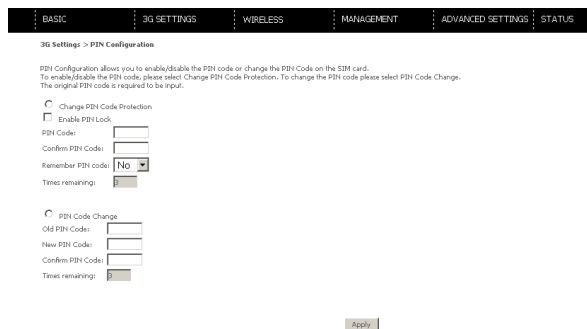 BASIC 3G SETTINGS WIRELESS MANAGEMENT ADVANCED SETTINGS STATUS
3G Settings > PIN Configuration
PIN Configuration allows you to enable/disable the PIN code or change the PIN Code on the SIM card.
To enable/disable the PIN code, please select Change PIN Code Protection. To change the PIN code please select PIN Code Change.
The original PIN code is required to be input.
Change PIN Code Protection
Enable PIN Lock
PIN Code:
Confirm PIN Code:
Remember PIN code: No
Times remaining: 3
PIN Code Change
Old PIN Code:
New PIN Code:
Confirm PIN Code:
Times remaining: 3
Apply